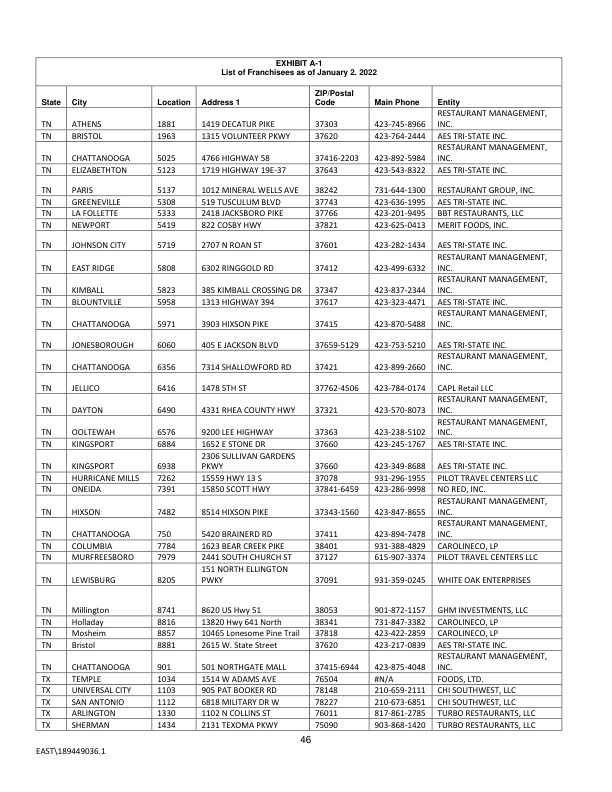 EXHIBIT A-1
List of Franchisees as of January 2. 2022
State City Location Address 1 ZIP/Postal Code Main Phone Entity
TN ATHENS 1881 1419 DECATUR PIKE 37303 423-745-8966 RESTAURANT MANAGEMENT, INC.
TN BRISTOL 1963 1315 VOLUNTEER PKWY 37620 423-764-2444 AES TRI-STATE INC.
TN CHATTANOOGA 5025 4766 HIGHWAY 58 37416-2203 423-892-5984 RESTAURANT MANAGEMENT, INC.
TN ELIZABETHTON 5123 1719 HIGHWAY 19E-37 37643 423-543-8322 AES TRI-STATE INC.
TN PARIS 5137 1012 MINERAL WELLS AVE 38242 731-644-1300 RESTAURANT GROUP, INC.
TN GREENEVILLE 5308 519 TUSCULUM BLVD 37743 423-636-1995 AES TRI-STATE INC.
TN LA FOLLETTE 5333 2418 JACKSBORO PIKE 37766 423-201-9495 BBT RESTAURANTS, LLC
TN NEWPORT 5419 822 COSBY HWY 37821 423-625-0413 MERIT FOODS, INC.
TN JOHNSON CITY 5719 2707 N ROAN ST 37601 423-282-1434 AES TRI-STATE INC.
TN EAST RIDGE 5808 6302 RINGGOLD RD 37412 423-499-6332 RESTAURANT MANAGEMENT, INC.
TN KIMBALL 5823 385 KIMBALL CROSSING DR 37347 423-837-2344 RESTAURANT MANAGEMENT, INC.
TN BLOUNTVILLE 5958 1313 HIGHWAY 394 37617 423-323-4471 AES TRI-STATE INC.
TN CHATTANOOGA 5971 3903 HIXSON PIKE 37415 423-870-5488 RESTAURANT MANAGEMENT, INC.
TN JONESBOROUGH 6060 405 E JACKSON BLVD 37659-5129 423-753-5210 AES TRI-STATE INC.
TN CHATTANOOGA 6356 7314 SHALLOWFORD RD 37421 423-899-2660 RESTAURANT MANAGEMENT, INC.
TN JELLICO 6416 1478 5TH ST 37762-4506 423-784-0174 CAPL Retail LLC
TN DAYTON 6490 4331 RHEA COUNTY HWY 37321 423-570-8073 RESTAURANT MANAGEMENT, INC.
TN OOLTEWAH 6576 9200 LEE HIGHWAY 37363 423-238-5102 RESTAURANT MANAGEMENT, INC.
TN KINGSPORT 6884 1652 E STONE DR 37660 423-245-1767 AES TRI-STATE INC.
TN KINGSPORT 6938 2306 SULLIVAN GARDENS PKWY 37660 423-349-8688 AES TRI-STATE INC.
TN HURRICANE MILLS 7262 15559 HWY 13 S 37078 931-296-1955 PILOT TRAVEL CENTERS LLC
TN ONEIDA 7391 15850 SCOTT HWY 37841-6459 423-286-9998 NO RED, INC.
TN HIXSON 7482 8514 HIXSON PIKE 37343-1560 423-847-8655 RESTAURANT MANAGEMENT, INC.
TN CHATTANOOGA 750 5420 BRAINERD RD 37411 423-894-7478 RESTAURANT MANAGEMENT, INC.
TN COLUMBIA 7784 1623 BEAR CREEK PIKE 38401 931-388-4829 CAROLINECO, LP
TN MURFREESBORO 7979 2441 SOUTH CHURCH ST 37127 615-907-3374 PILOT TRAVEL CENTERS LLC
TN LEWISBURG 8205 151 NORTH ELLINGTON PWKY 37091 931-359-0245 WHITE OAK ENTERPRISES
TN Millington 8741 8620 US Hwy 51 38053 901-872-1157 GHM INVESTMENTS, LLC
TN Holladay 8816 13820 Hwy 641 North 38341 731-847-3382 CAROLINECO, LP
TN Mosheim 8857 10465 Lonesome Pine Trail 37818 423-422-2859 CAROLINECO, LP
TN Bristol 8881 2615 W. State Street 37620 423-217-0839 AES TRI-STATE INC.
TN CHATTANOOGA 901 501 NORTHGATE MALL 37415-6944 423-875-4048 RESTAURANT MANAGEMENT, INC.
TX TEMPLE 1034 1514 W ADAMS AVE 76504 #N/A FOODS, LTD.
TX UNIVERSAL CITY 1103 905 PAT BOOKER RD 78148 210-659-2111 CHI SOUTHWEST, LLC
TX SAN ANTONIO 1112 6818 MILITARY DR W 78227 210-673-6851 CHI SOUTHWEST, LLC
TX ARLINGTON 1330 1102 N COLLINS ST 76011 817-861-2785 TURBO RESTAURANTS, LLC
TX SHERMAN 1434 2131 TEXOMA PKWY 75090 903-868-1420 TURBO RESTAURANTS, LLC
46
EAST\189449036.1